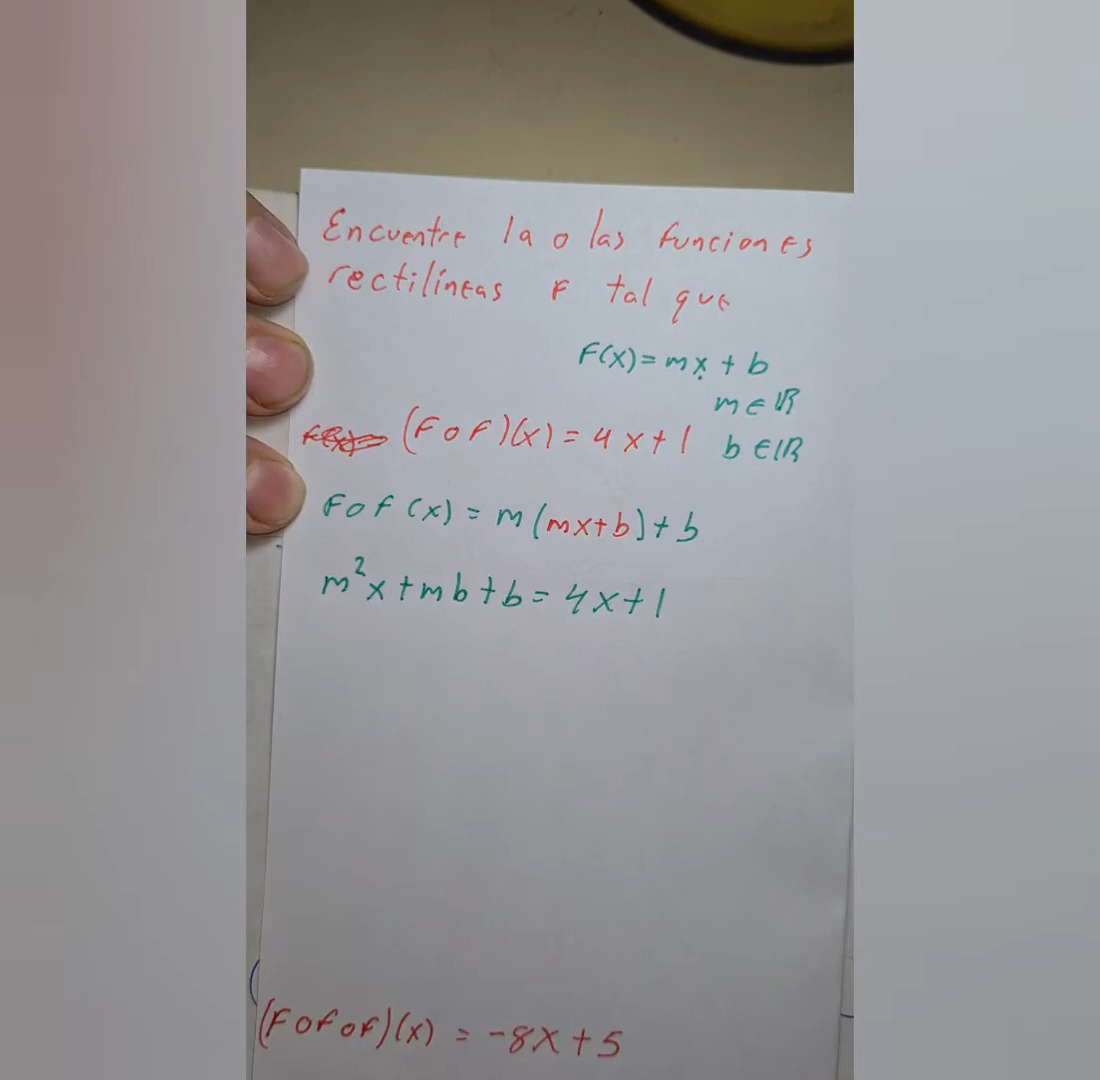 Encuentre la o las funciones
rectilíneas F tal que
F(x)=mx+b
m∈ℝ
(FoF)(x)=4x+1
b∈ℝ
FoF(x)=m(mx+b)+b
m²x+mb+b=4x+1
(FoFoF)(x)=-8x+5